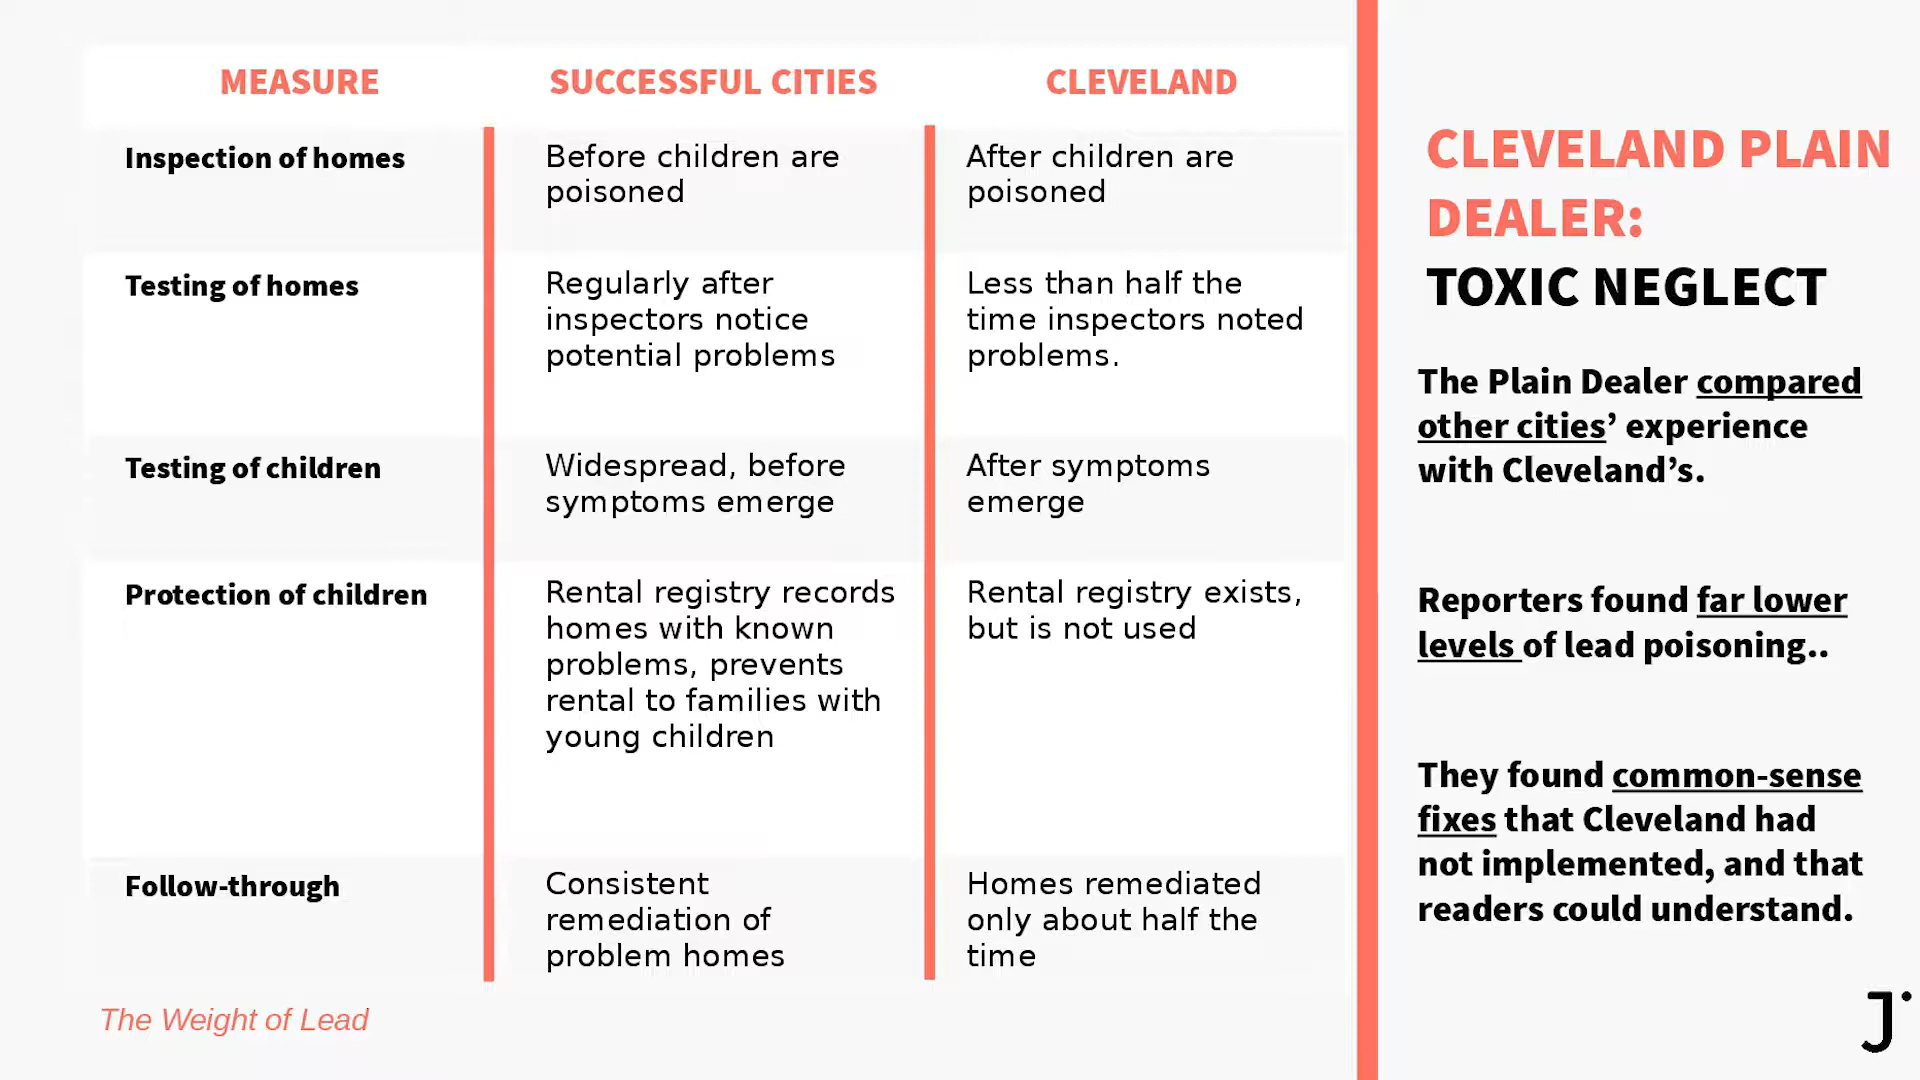 MEASURE SUCCESSFUL CITIES CLEVELAND
Inspection of homes
Before children are
poisoned
After children are
poisoned
Testing of homes
Regularly after
inspectors notice
potential problems
Less than half the
time inspectors noted
problems.
Testing of children
Widespread, before
symptoms emerge
After symptoms
emerge
Protection of children
Rental registry records
homes with known
problems, prevents
rental to families with
young children
Rental registry exists,
but is not used
Follow-through
Consistent
remediation of
problem homes
Homes remediated
only about half the
time
The Weight of Lead
CLEVELAND PLAIN
DEALER:
TOXIC NEGLECT
The Plain Dealer compared
other cities’ experience
with Cleveland’s.
Reporters found far lower
levels of lead poisoning..
They found common-sense
fixes that Cleveland had
not implemented, and that
readers could understand.
J